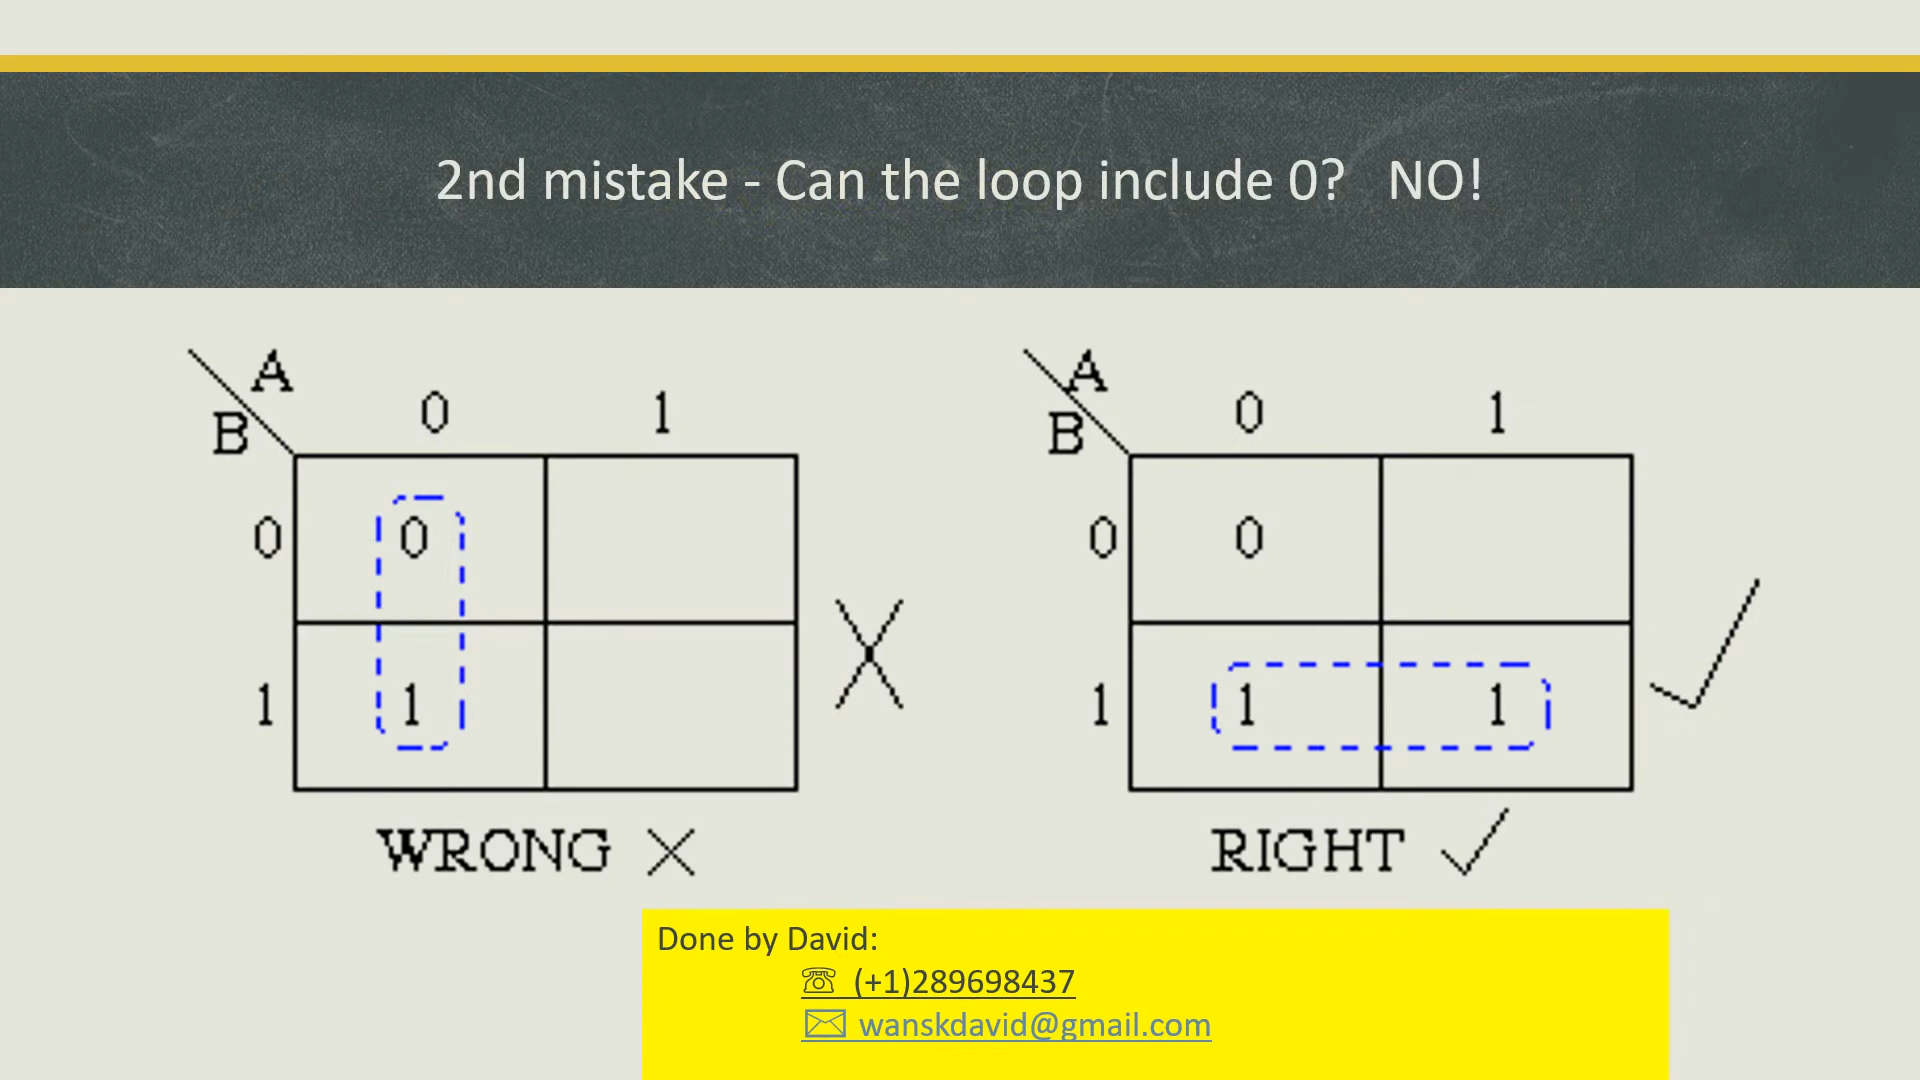 2nd mistake - Can the loop include 0? NO!
A
B
0 1
0 0
1 1
WRONG
A
B
0 1
0 0
1 1 1
RIGHT
Done by David:
(+1)289698437
wanskdavid@gmail.com